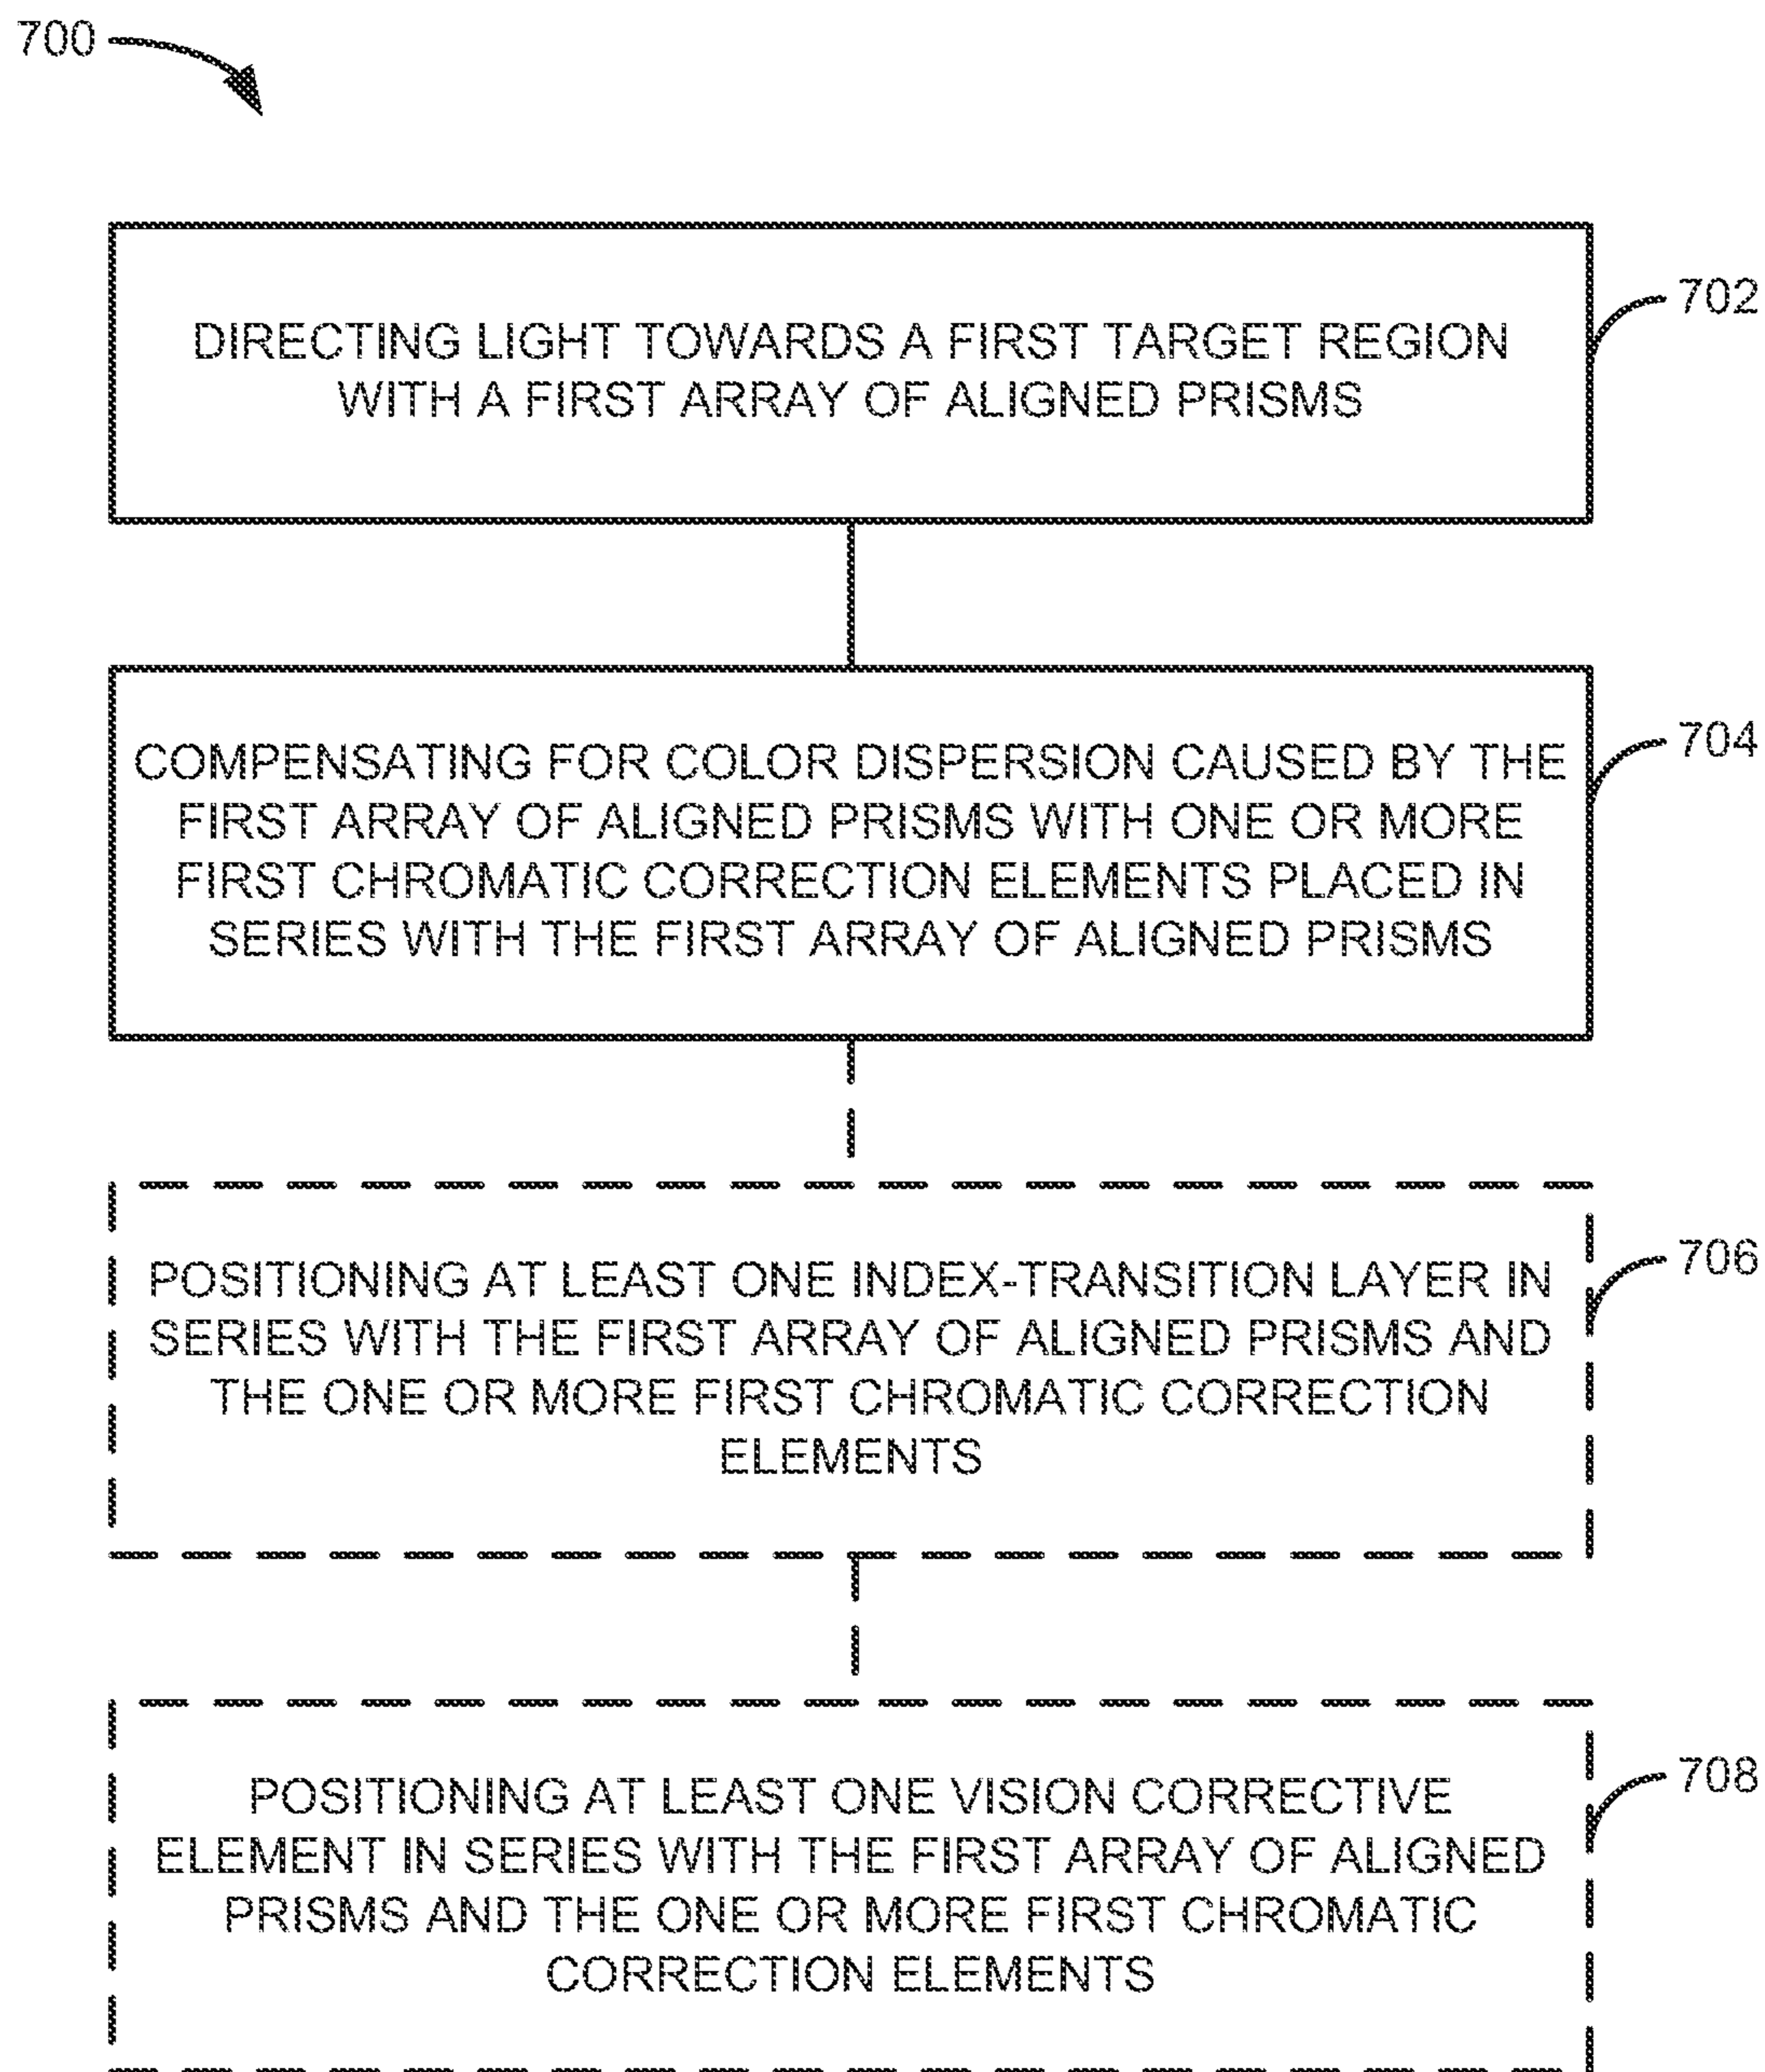 700
DIRECTING LIGHT TOWARDS A FIRST TARGET REGION
WITH A FIRST ARRAY OF ALIGNED PRISMS
702
COMPENSATING FOR COLOR DISPERSION CAUSED BY THE
FIRST ARRAY OF ALIGNED PRISMS WITH ONE OR MORE
FIRST CHROMATIC CORRECTION ELEMENTS PLACED IN
SERIES WITH THE FIRST ARRAY OF ALIGNED PRISMS
704
POSITIONING AT LEAST ONE INDEX-TRANSITION LAYER IN
SERIES WITH THE FIRST ARRAY OF ALIGNED PRISMS AND
THE ONE OR MORE FIRST CHROMATIC CORRECTION
ELEMENTS
706
POSITIONING AT LEAST ONE VISION CORRECTIVE
ELEMENT IN SERIES WITH THE FIRST ARRAY OF ALIGNED
PRISMS AND THE ONE OR MORE FIRST CHROMATIC
CORRECTION ELEMENTS
708